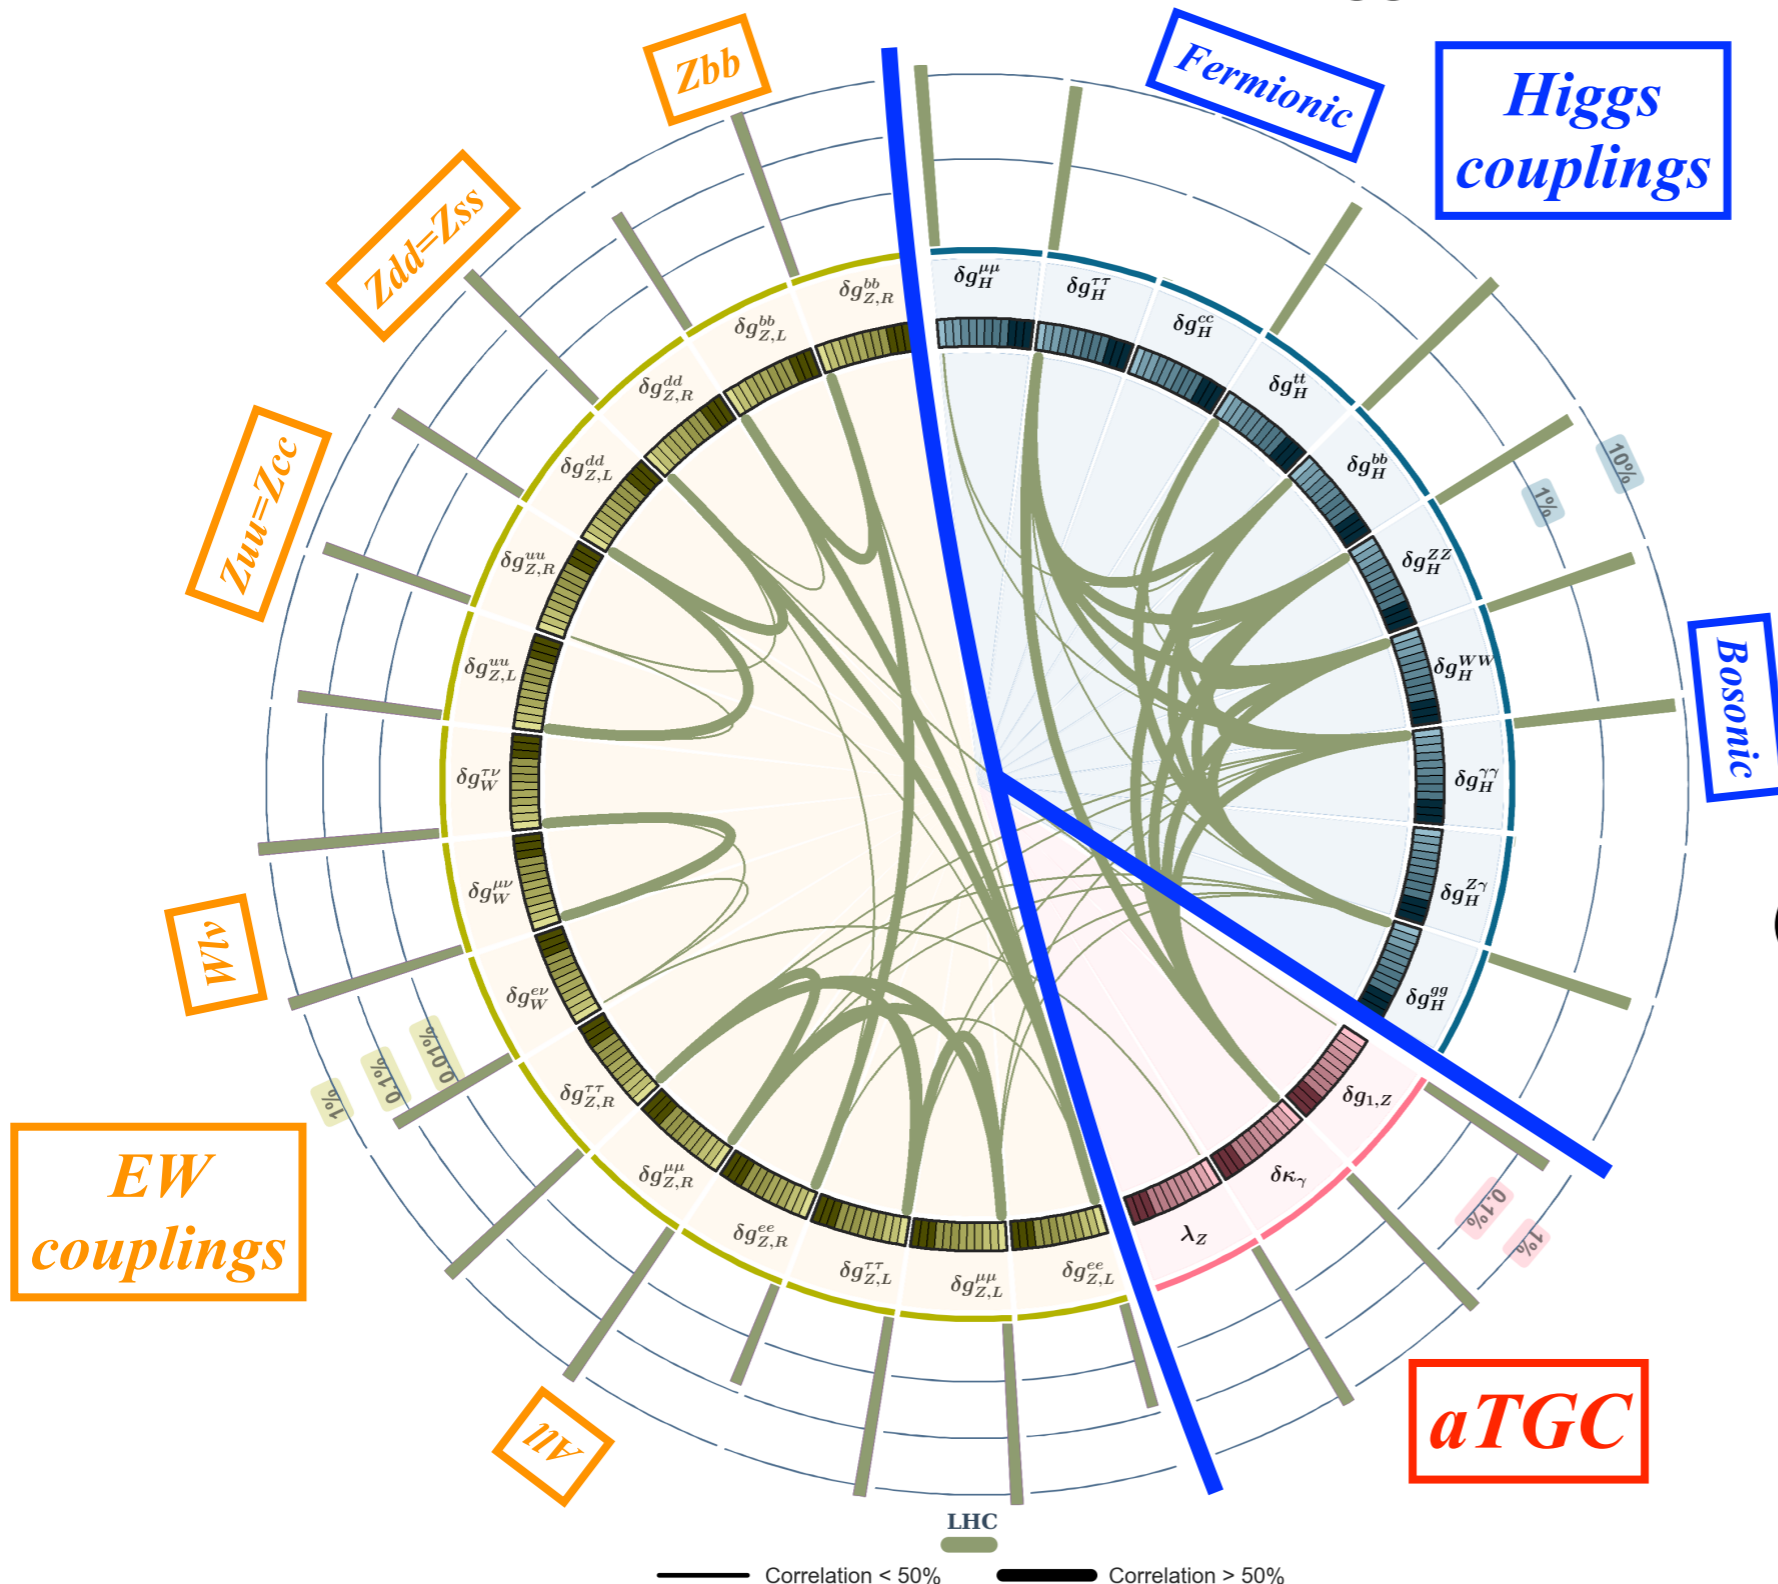 Zbb
Fermionic
Higgs
couplings
Zdd=Zss
δg_{Z,R}^{bb}
δg_H^{μμ}
δg_H^{ττ}
δg_{Z,L}^{bb}
δg_H^{cc}
δg_{Z,R}^{dd}
δg_H^{tt}
δg_{Z,L}^{dd}
δg_H^{bb}
10%
1%
Zuu=Zcc
δg_{Z,R}^{uu}
δg_H^{ZZ}
δg_{Z,L}^{uu}
δg_H^{WW}
Bosonic
δg_W^{τν}
δg_H^{γγ}
δg_W^{μν}
δg_H^{Zγ}
Wlν
δg_W^{eν}
δg_H^{gg}
0.01%
0.1%
1%
δg_{Z,R}^{ττ}
δg_{1,Z}
δg_{Z,R}^{μμ}
δκ_γ
0.1%
1%
EW
couplings
δg_{Z,R}^{ee}
λ_Z
δg_{Z,L}^{ττ}
δg_{Z,L}^{μμ}
δg_{Z,L}^{ee}
aTGC
LHC
Correlation < 50%
Correlation > 50%